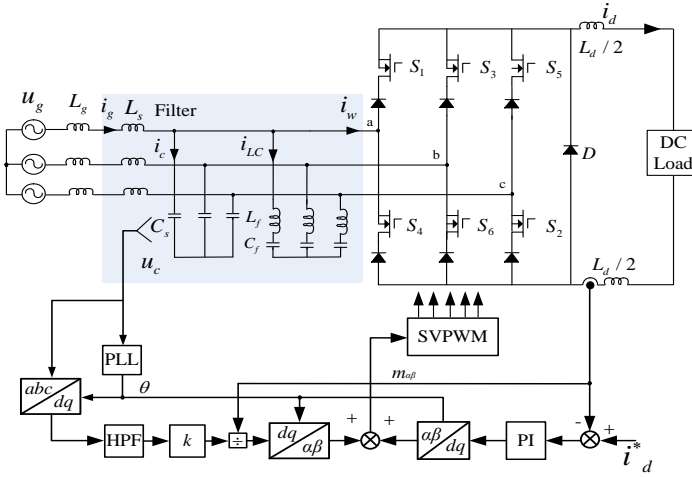 i_d
L_d / 2
S_1
S_3
S_5
u_g
L_g
i_g
L_s
Filter
i_w
a
b
c
D
DC
Load
i_c
i_LC
C_s
L_f
C_f
u_c
S_4
S_6
S_2
L_d / 2
SVPWM
PLL
m_αβ
θ
abc
dq
HPF
k
÷
dq
αβ
+
+
αβ
dq
PI
-
+
i*_d